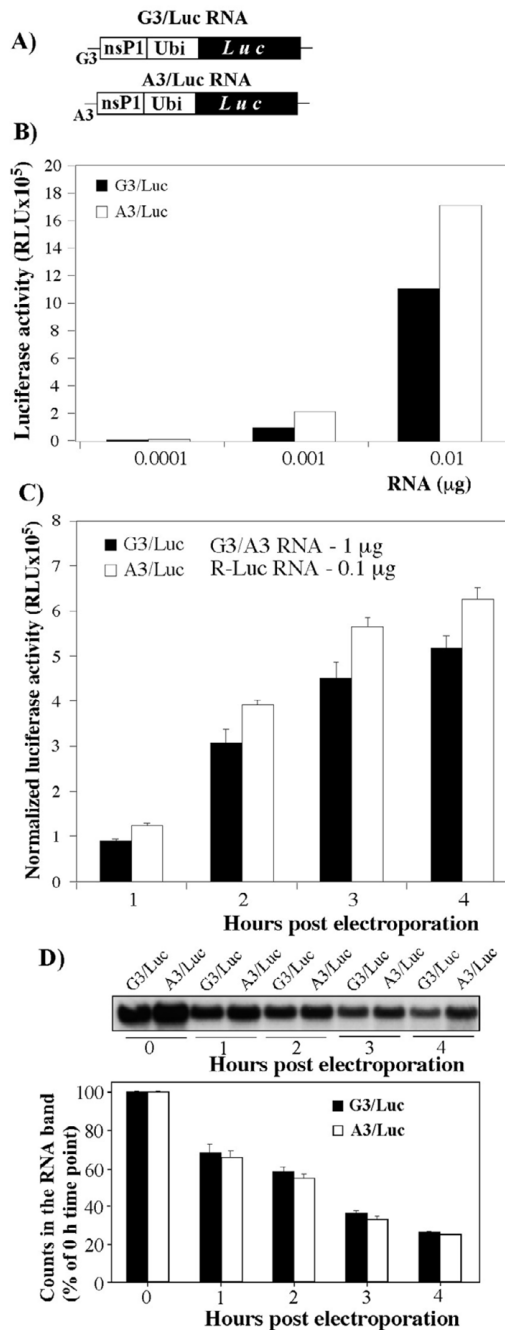 A)
G3/Luc RNA
G3 nsP1 Ubi Luc
A3/Luc RNA
A3 nsP1 Ubi Luc
B)
Luciferase activity (RLUx10⁵)
20
18
16
14
12
10
8
6
4
2
0
G3/Luc
A3/Luc
0.0001 0.001 0.01
RNA (μg)
C)
Normalized luciferase activity (RLUx10⁵)
8
7
6
5
4
3
2
1
0
G3/Luc G3/A3 RNA - 1 μg
A3/Luc R-Luc RNA - 0.1 μg
1 2 3 4
Hours post electroporation
D)
G3/Luc A3/Luc G3/Luc A3/Luc G3/Luc A3/Luc G3/Luc A3/Luc G3/Luc A3/Luc
0 1 2 3 4
Hours post electroporation
Counts in the RNA band
(% of 0 h time point)
100
80
60
40
20
0
G3/Luc
A3/Luc
0 1 2 3 4
Hours post electroporation